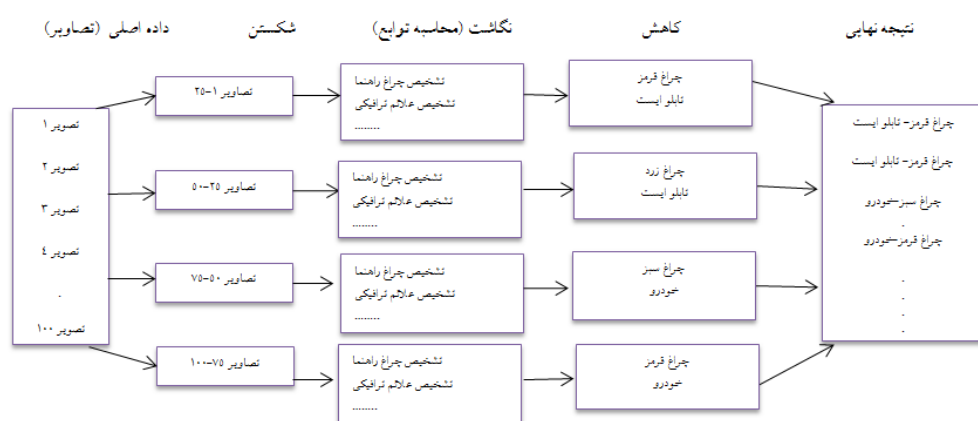 داده اصلی (تصاویر)
شکستن
نگاشت (محاسبه توابع)
کاهش
نتیجه نهایی
تصویر ۱
تصویر ۲
تصویر ۳
تصویر ٤
.
تصویر ۱۰۰
تصاویر ۱-۲۵
تصاویر ۲۵-۵۰
تصاویر ۵۰-۷۵
تصاویر ۷۵-۱۰۰
تشخیص چراغ راهنما
تشخیص علائم ترافیکی
........
تشخیص چراغ راهنما
تشخیص علائم ترافیکی
........
تشخیص چراغ راهنما
تشخیص علائم ترافیکی
........
تشخیص چراغ راهنما
تشخیص علائم ترافیکی
........
چراغ قرمز
تابلو ایست
چراغ زرد
تابلو ایست
چراغ سبز
خودرو
چراغ قرمز
خودرو
چراغ قرمز- تابلو ایست
چراغ قرمز- تابلو ایست
چراغ سبز-خودرو
.
چراغ قرمز-خودرو
.
.
.
.